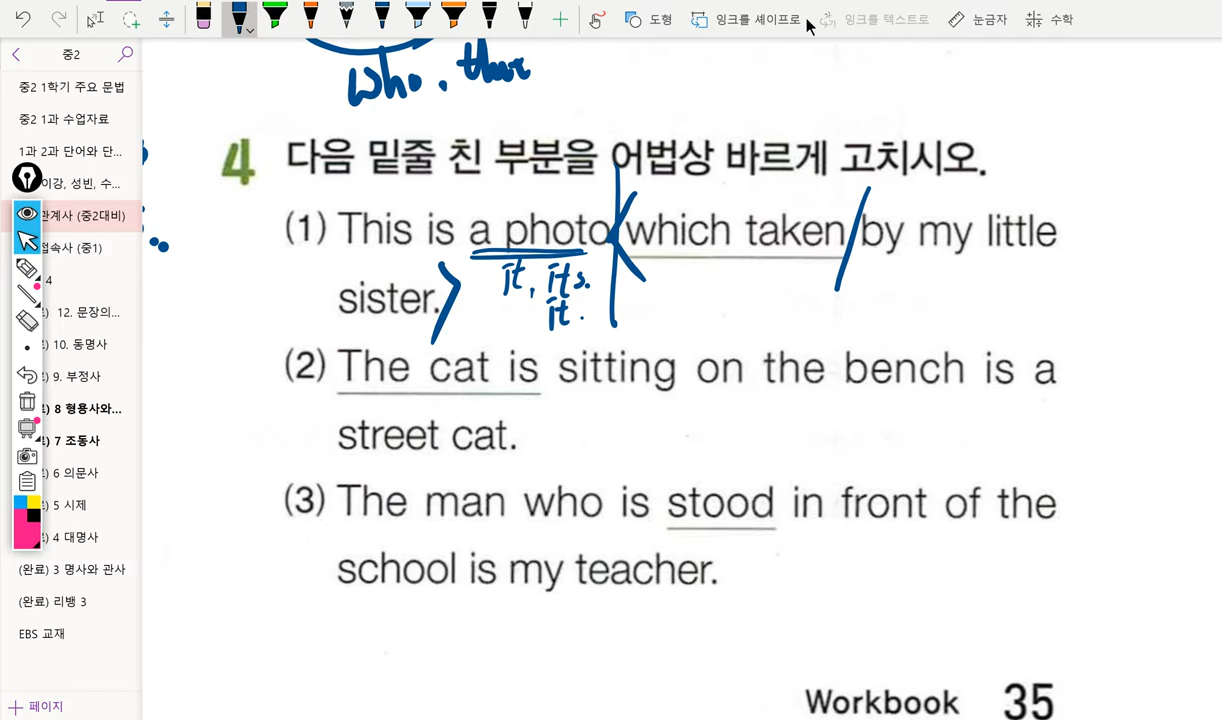 도형
잉크를 셰이프로
잉크를 텍스트로
눈금자
수학
중2
중2 1학기 주요 문법
중2 1과 수업자료
1과 2과 단어와 단...
이강, 성빈, 수...
관계사 (중2대비)
접속사 (중1)
4
) 12. 문장의...
) 10. 동명사
) 9. 부정사
) 8 형용사와...
) 7 조동사
) 6 의문사
) 5 시제
) 4 대명사
(완료) 3 명사와 관사
(완료) 리뱅 3
EBS 교재
페이지
who, that
4 다음 밑줄 친 부분을 어법상 바르게 고치시오.
(1) This is a photo which taken by my little
it, its.
sister.
it.
(2) The cat is sitting on the bench is a
street cat.
(3) The man who is stood in front of the
school is my teacher.
Workbook 35